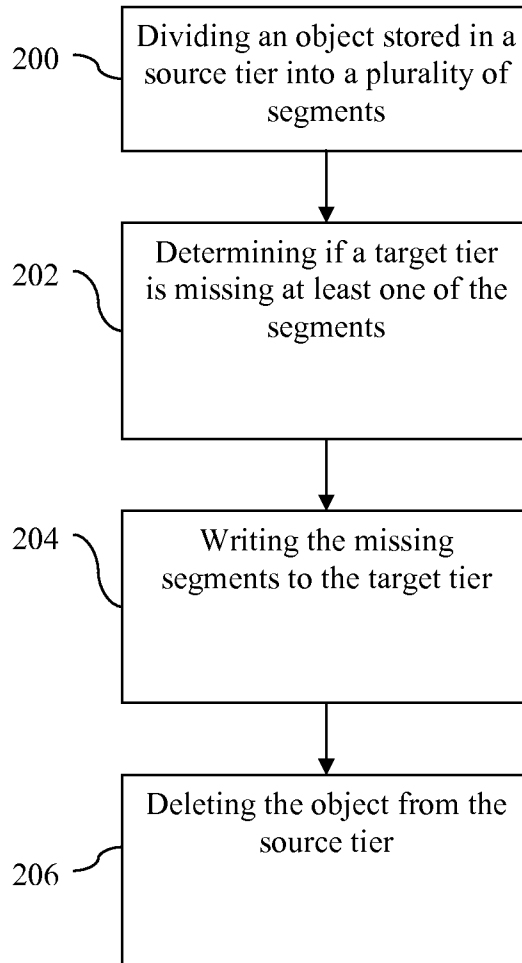 200
Dividing an object stored in a
source tier into a plurality of
segments
202
Determining if a target tier
is missing at least one of the
segments
204
Writing the missing
segments to the target tier
206
Deleting the object from the
source tier